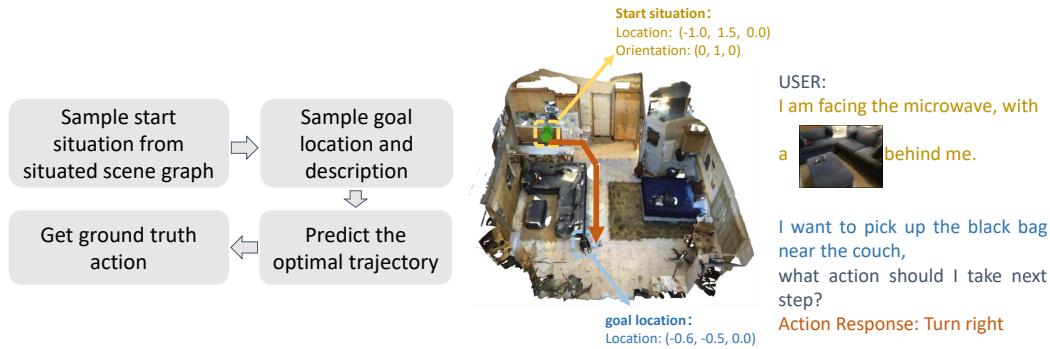 Sample start
situation from
situated scene graph
Sample goal
location and
description
Get ground truth
action
Predict the
optimal trajectory
Start situation:
Location: (-1.0, 1.5, 0.0)
Orientation: (0, 1, 0)
goal location:
Location: (-0.6, -0.5, 0.0)
USER:
I am facing the microwave, with
a behind me.
I want to pick up the black bag
near the couch,
what action should I take next
step?
Action Response: Turn right